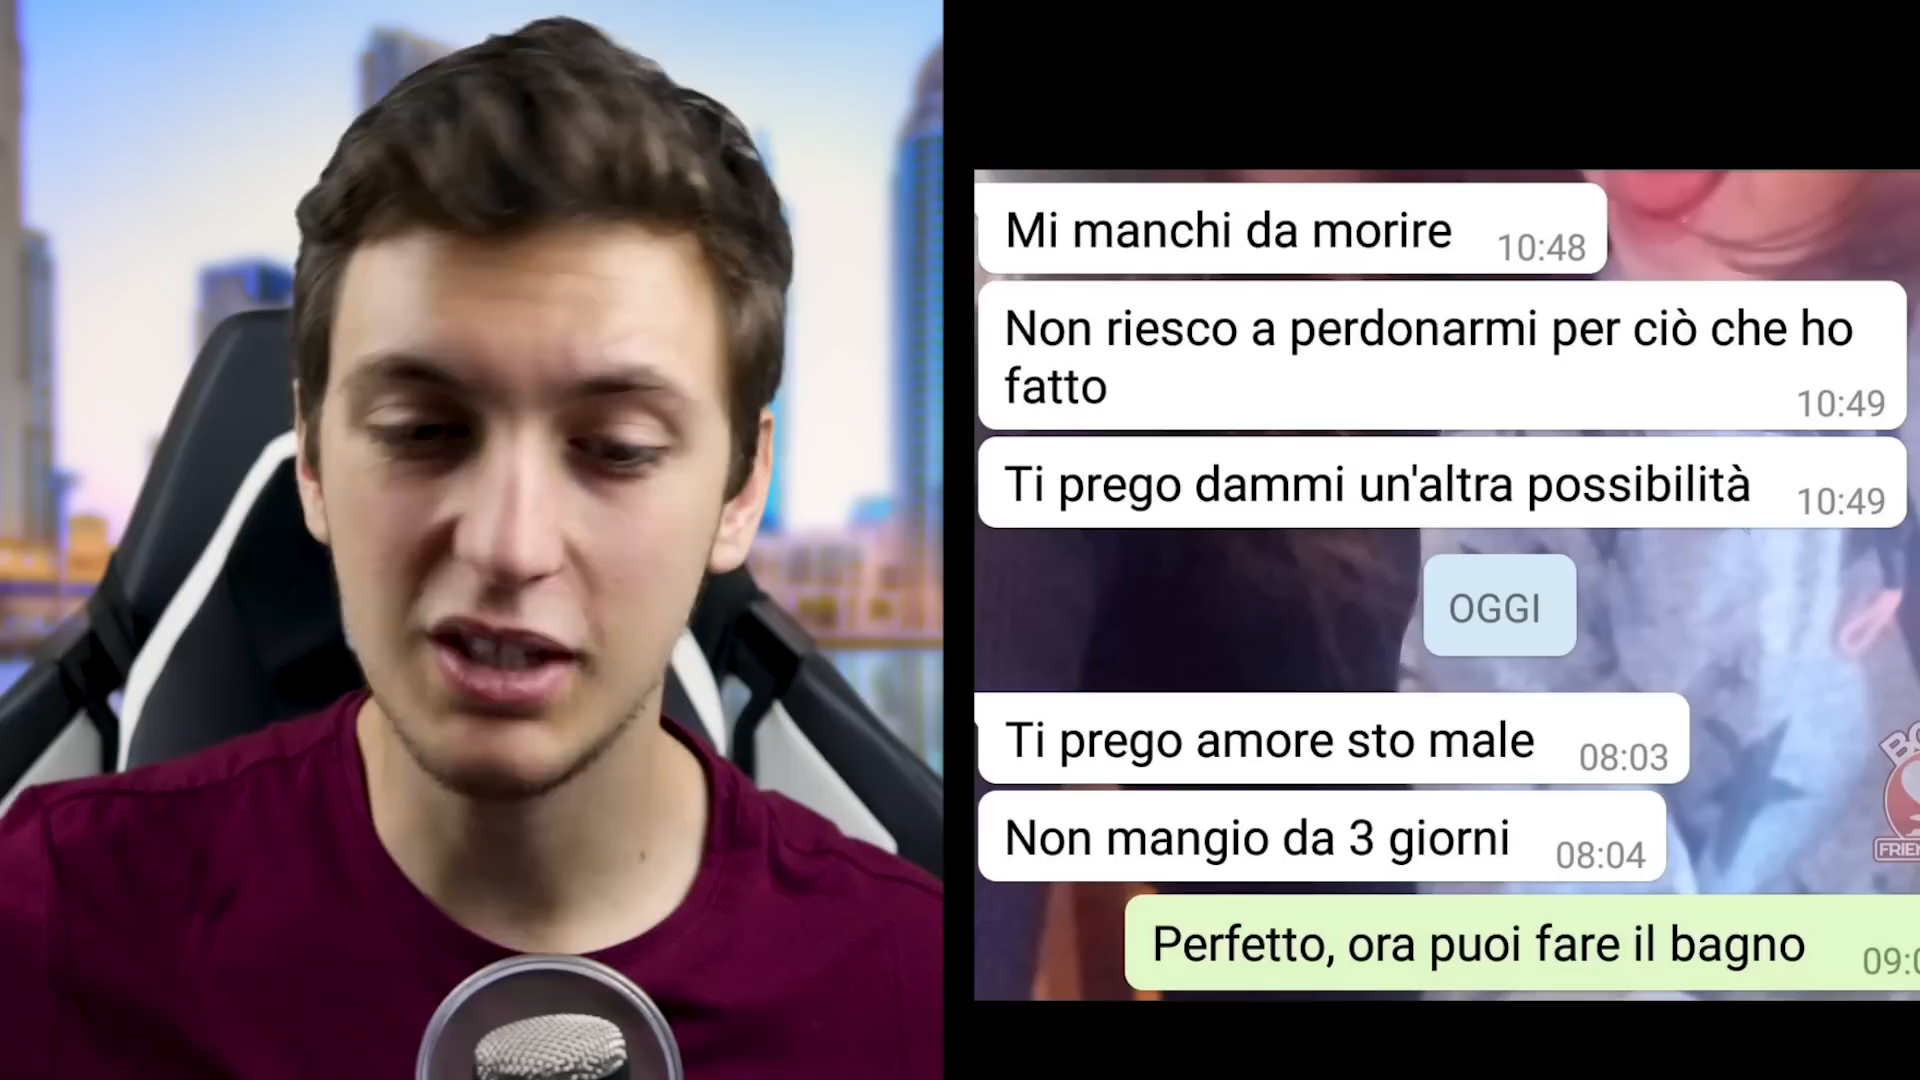 Mi manchi da morire 10:48
Non riesco a perdonarmi per ciò che ho
fatto 10:49
Ti prego dammi un'altra possibilità 10:49
OGGI
Ti prego amore sto male 08:03
Non mangio da 3 giorni 08:04
Perfetto, ora puoi fare il bagno